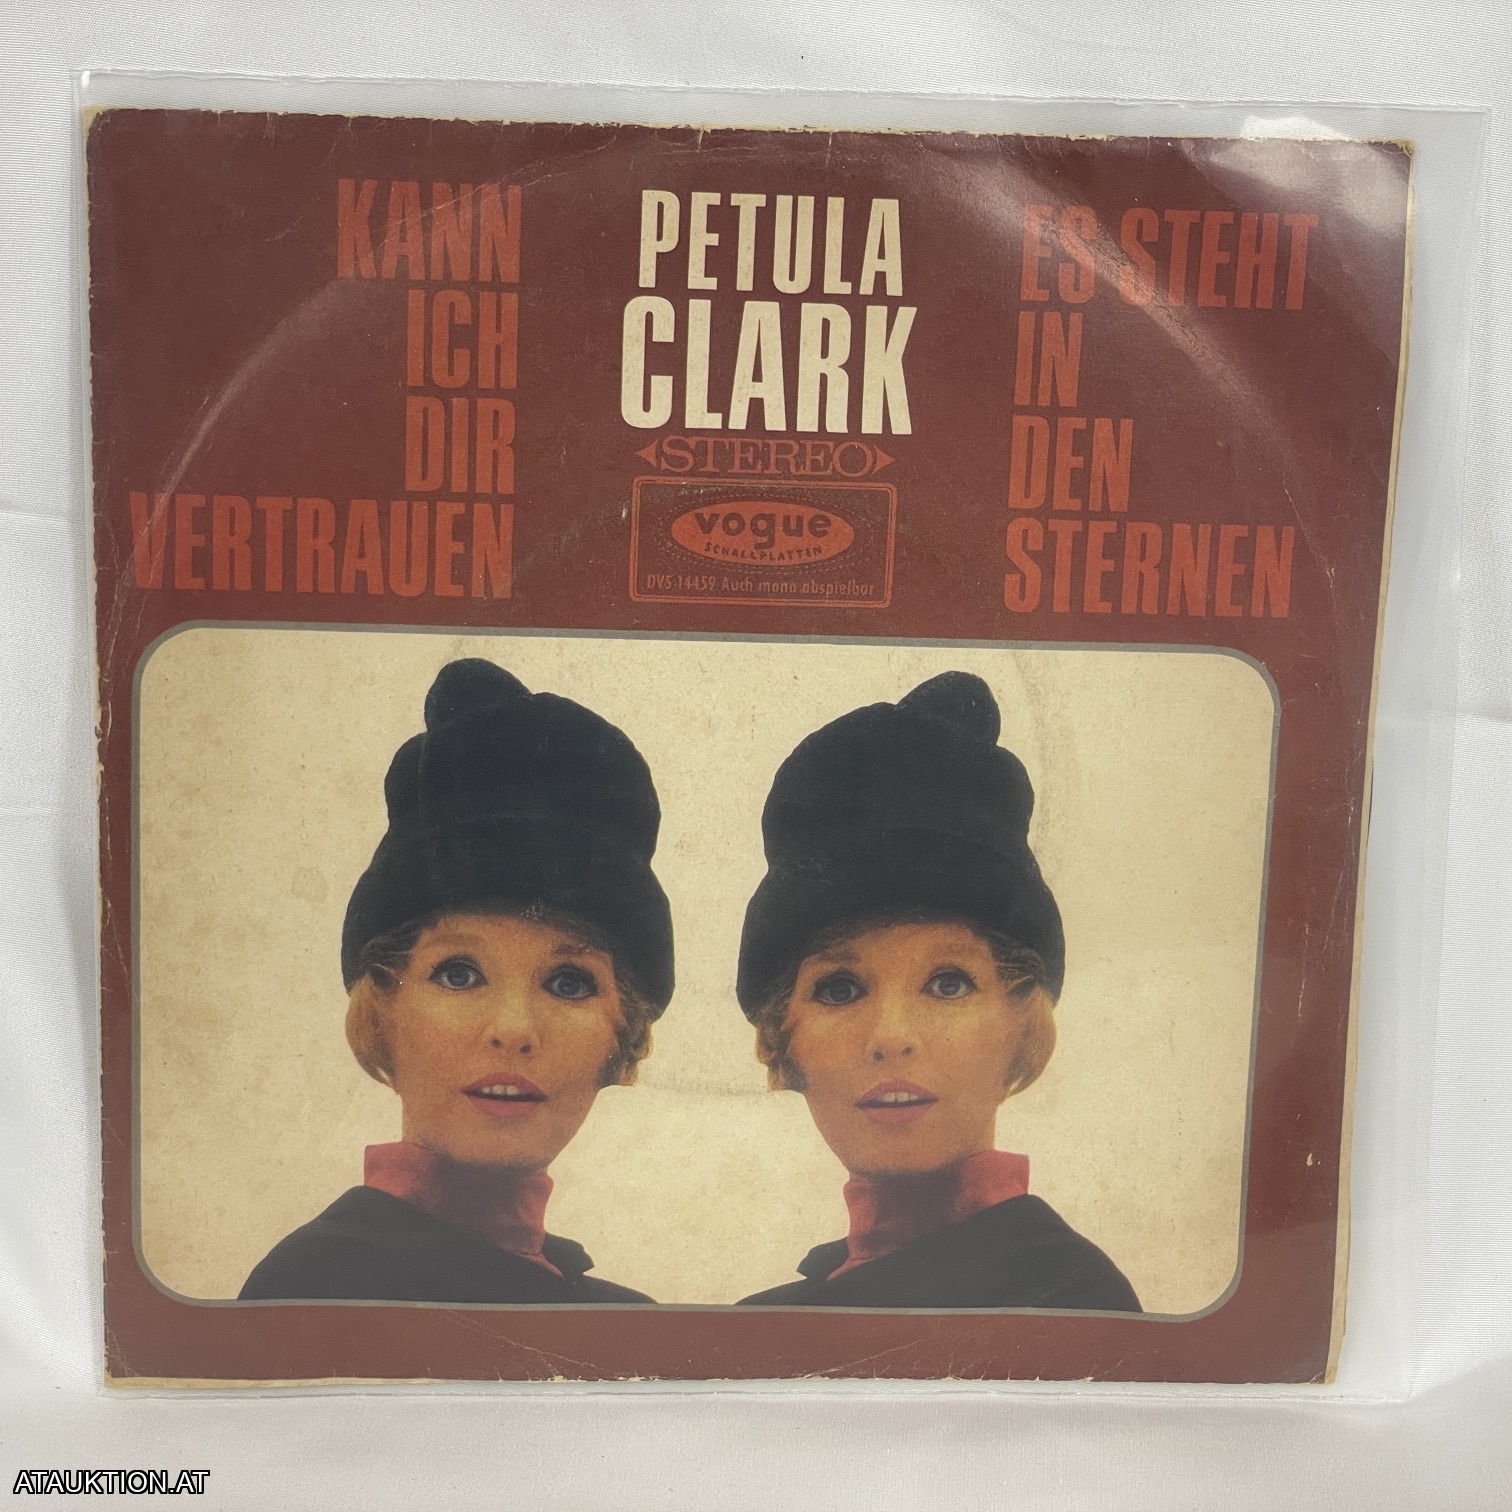 KANN
ICH
DIR
VERTRAUEN
PETULA
CLARK
STEREO
vogue
SCHALLPLATTEN
DVS 14459 Auch mono abspielbar
ES STEHT
IN
DEN
STERNEN
ATAUKTION.AT